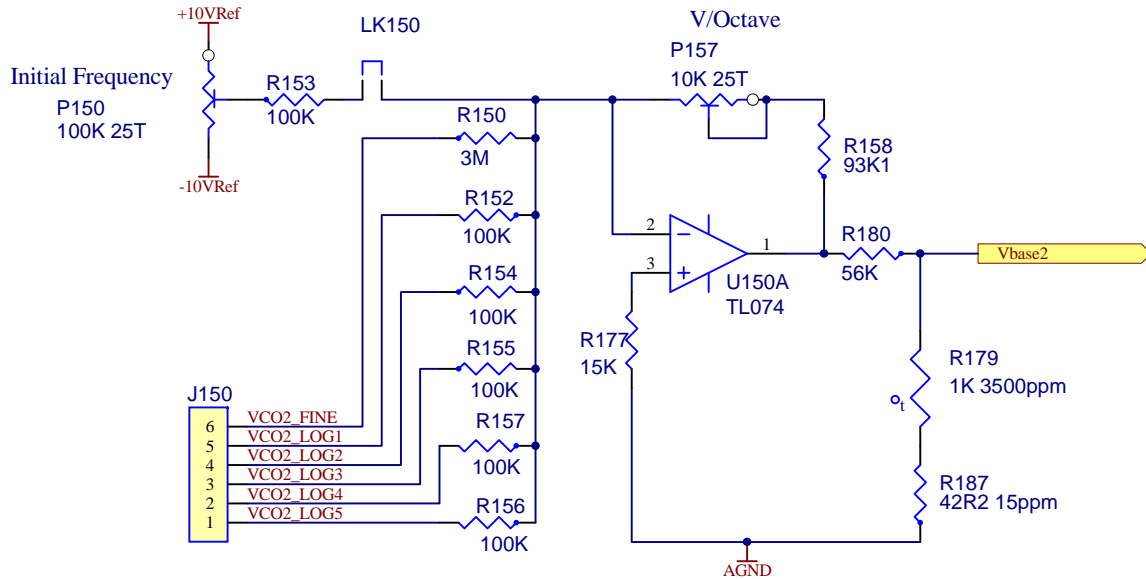 +10VRef
LK150
V/Octave
Initial Frequency
P150
100K 25T
R153
100K
P157
10K 25T
R150
3M
R158
93K1
-10VRef
R152
100K
2
3
1
R180
56K
Vbase2
U150A
TL074
R154
100K
R177
15K
R155
100K
R179
1K 3500ppm
t
J150
VCO2_FINE
VCO2_LOG1
VCO2_LOG2
VCO2_LOG3
VCO2_LOG4
VCO2_LOG5
6
5
4
3
2
1
R157
100K
R156
100K
R187
42R2 15ppm
AGND